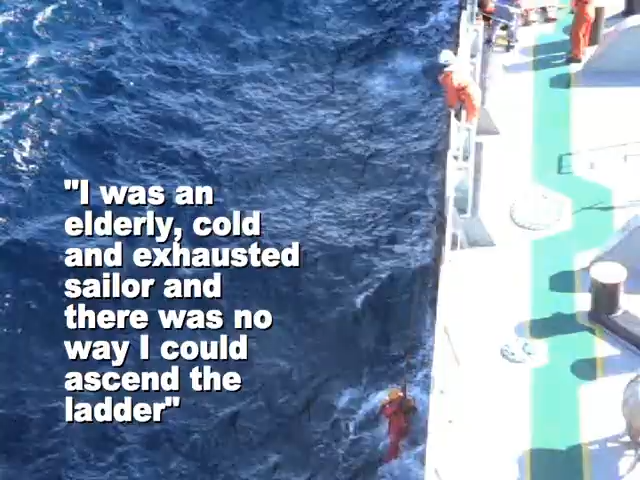 "I was an
elderly, cold
and exhausted
sailor and
there was no
way I could
ascend the
ladder"